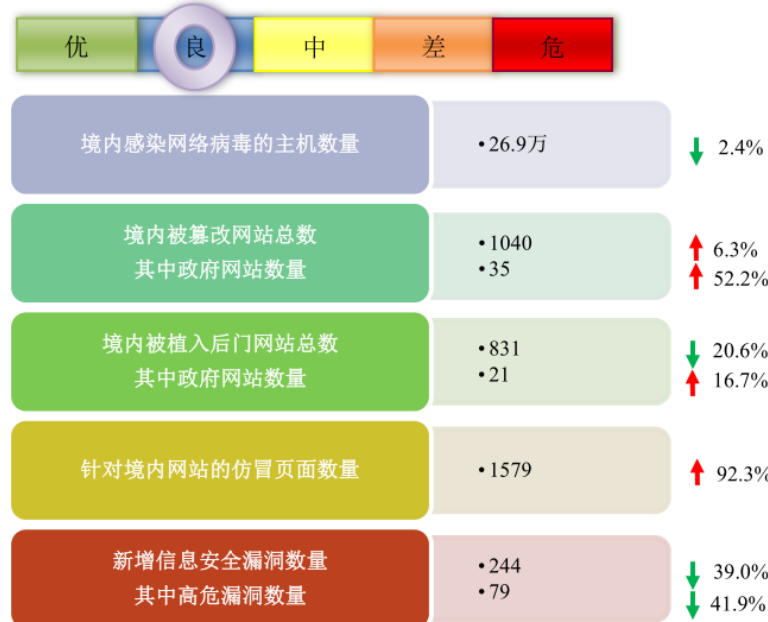 优 良 中 差 危
境内感染网络病毒的主机数量 •26.9万 2.4%
境内被篡改网站总数 •1040 6.3%
其中政府网站数量 •35 52.2%
境内被植入后门网站总数 •831 20.6%
其中政府网站数量 •21 16.7%
针对境内网站的仿冒页面数量 •1579 92.3%
新增信息安全漏洞数量 •244 39.0%
其中高危漏洞数量 •79 41.9%